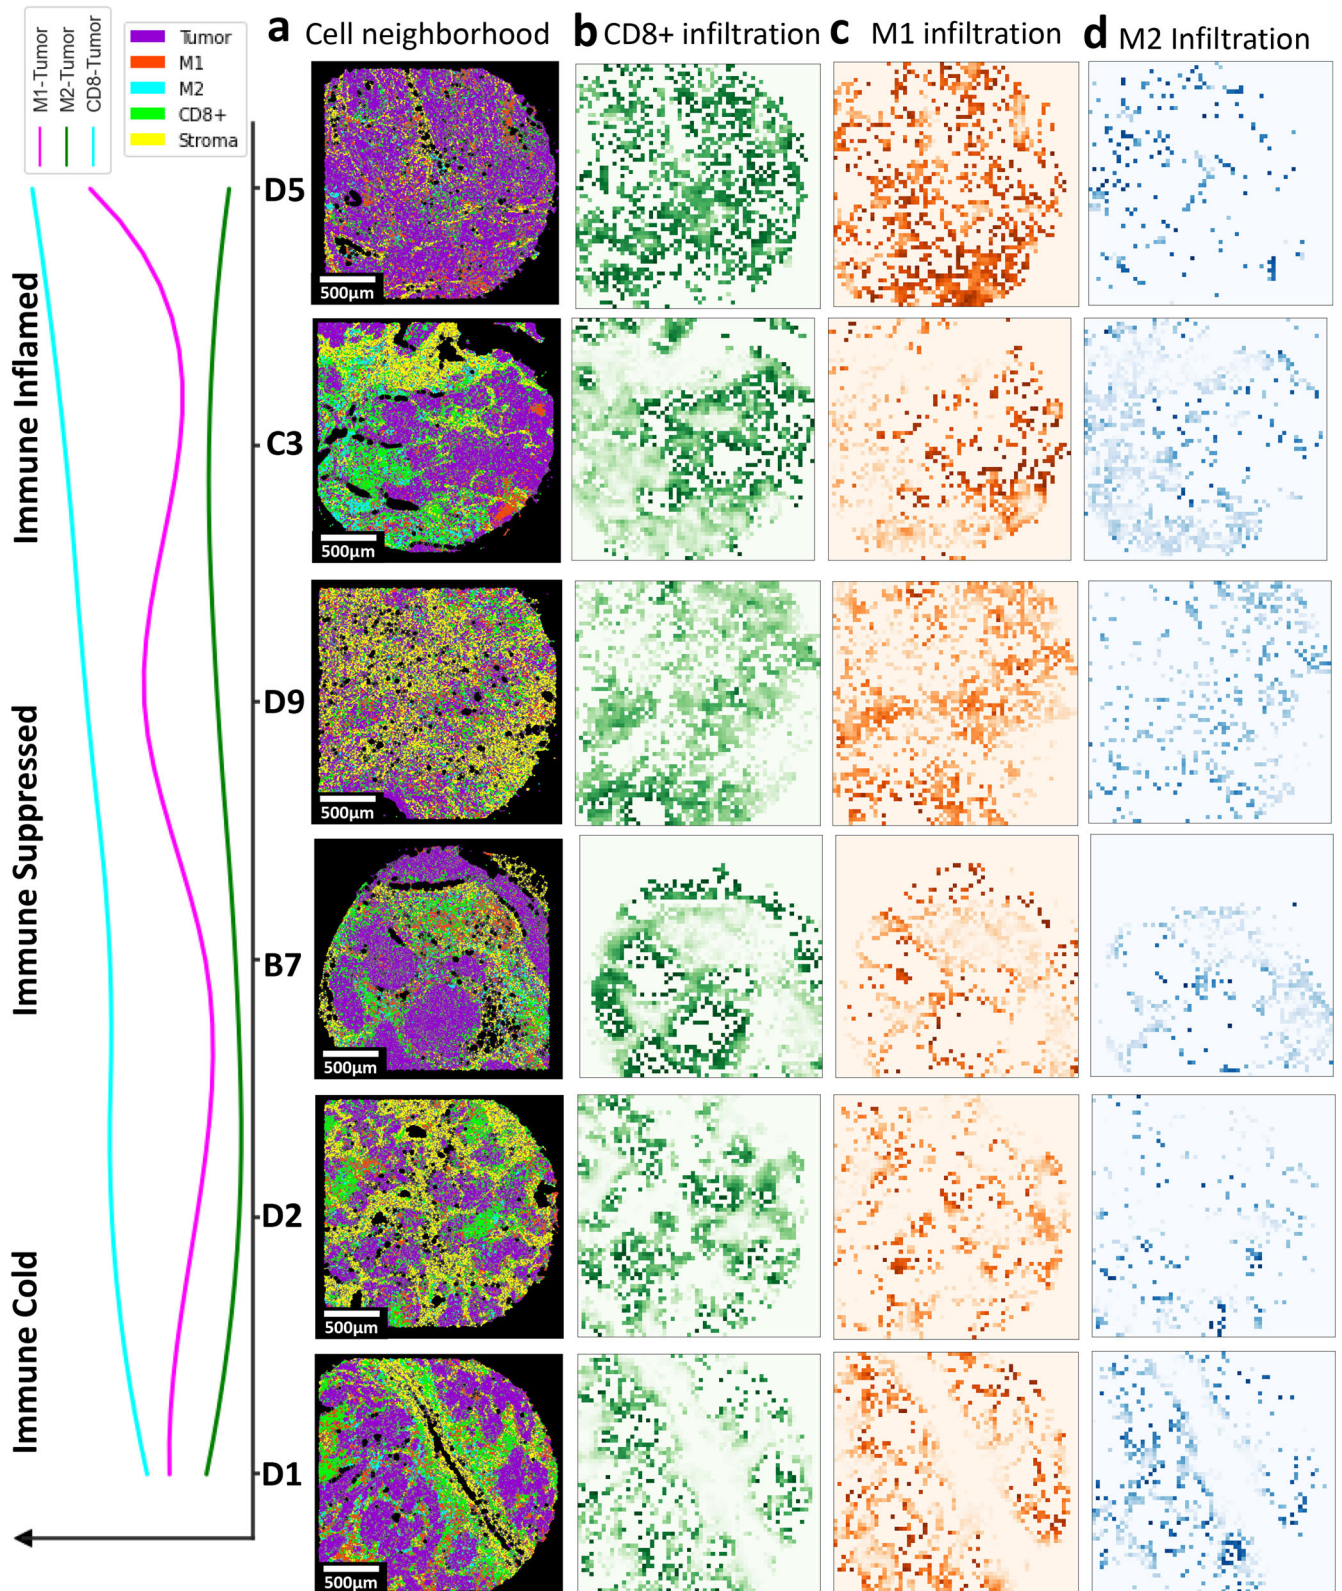 M1-Tumor
M2-Tumor
CD8-Tumor
Tumor
M1
M2
CD8+
Stroma
a Cell neighborhood
b CD8+ infiltration
c M1 infiltration
d M2 Infiltration
Immune Inflamed
Immune Suppressed
Immune Cold
D5
500µm
C3
500µm
D9
500µm
B7
500µm
D2
500µm
D1
500µm